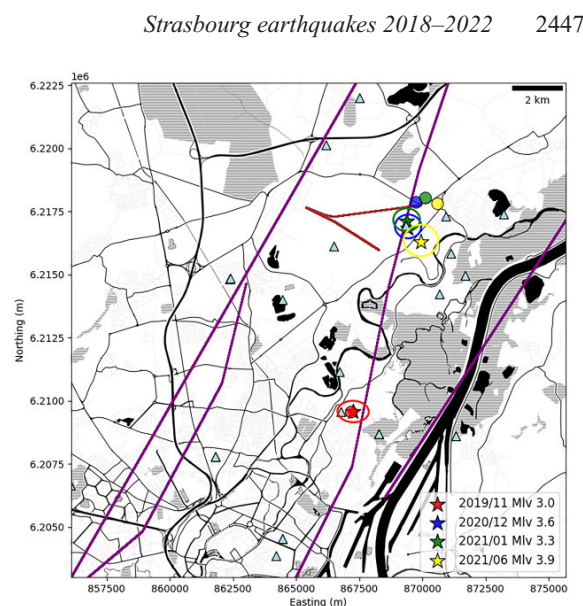 Strasbourg earthquakes 2018–2022 2447
1e6
6.2225
6.2200
6.2175
6.2150
6.2125
6.2100
6.2075
6.2050
Northing (m)
2 km
2019/11 Mlv 3.0
2020/12 Mlv 3.6
2021/01 Mlv 3.3
2021/06 Mlv 3.9
857500 860000 862500 865000 867500 870000 872500 875000
Easting (m)